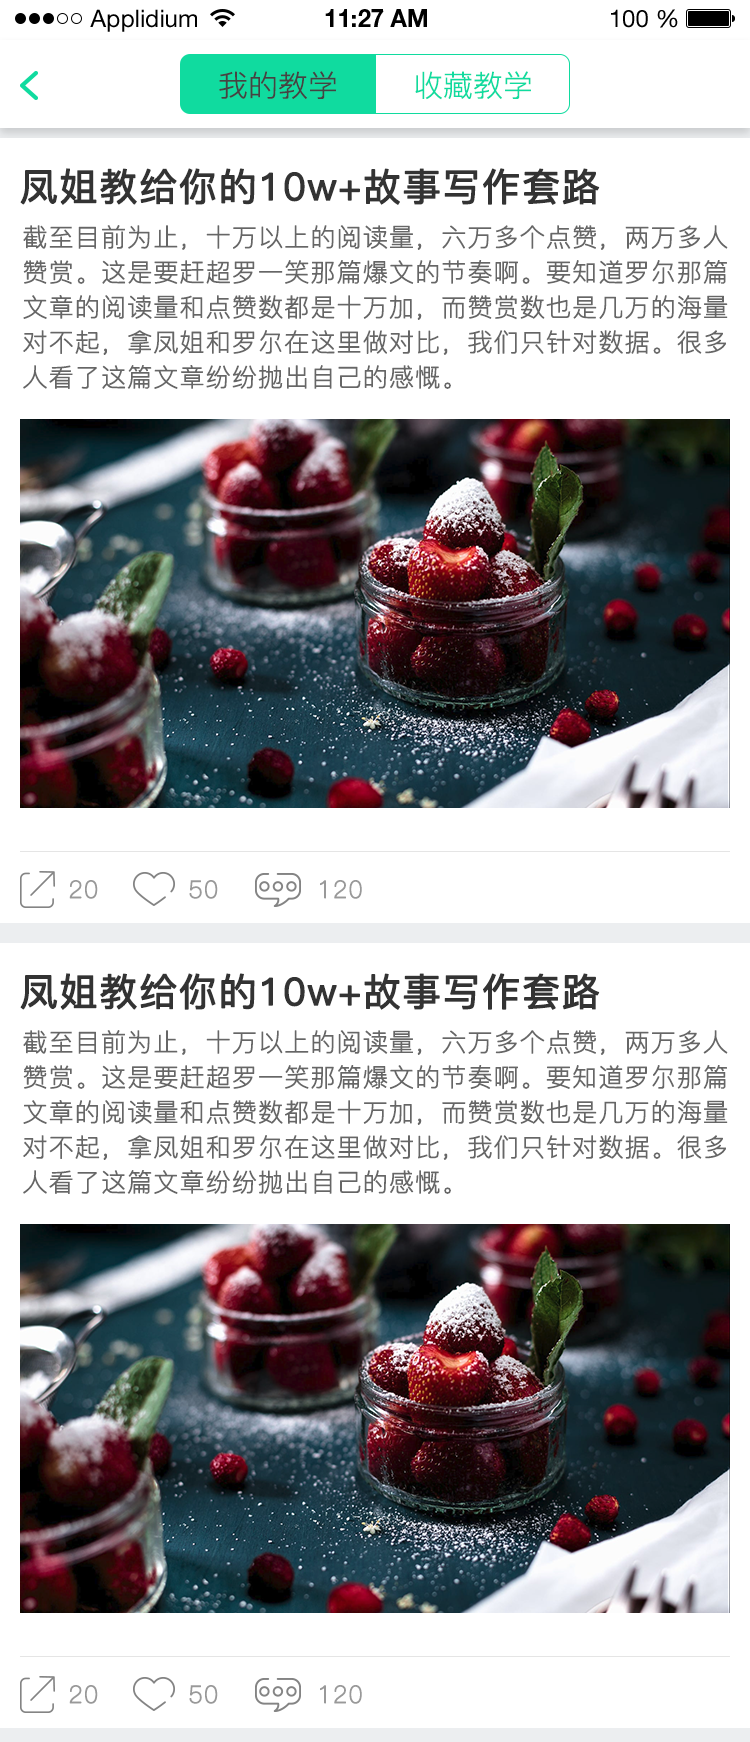 Applidium
11:27 AM
100 %
我的教学
收藏教学
凤姐教给你的10w+故事写作套路
截至目前为止，十万以上的阅读量，六万多个点赞，两万多人
赞赏。这是要赶超罗一笑那篇爆文的节奏啊。要知道罗尔那篇
文章的阅读量和点赞数都是十万加，而赞赏数也是几万的海量
对不起，拿凤姐和罗尔在这里做对比，我们只针对数据。很多
人看了这篇文章纷纷抛出自己的感慨。
20
50
120
凤姐教给你的10w+故事写作套路
截至目前为止，十万以上的阅读量，六万多个点赞，两万多人
赞赏。这是要赶超罗一笑那篇爆文的节奏啊。要知道罗尔那篇
文章的阅读量和点赞数都是十万加，而赞赏数也是几万的海量
对不起，拿凤姐和罗尔在这里做对比，我们只针对数据。很多
人看了这篇文章纷纷抛出自己的感慨。
20
50
120